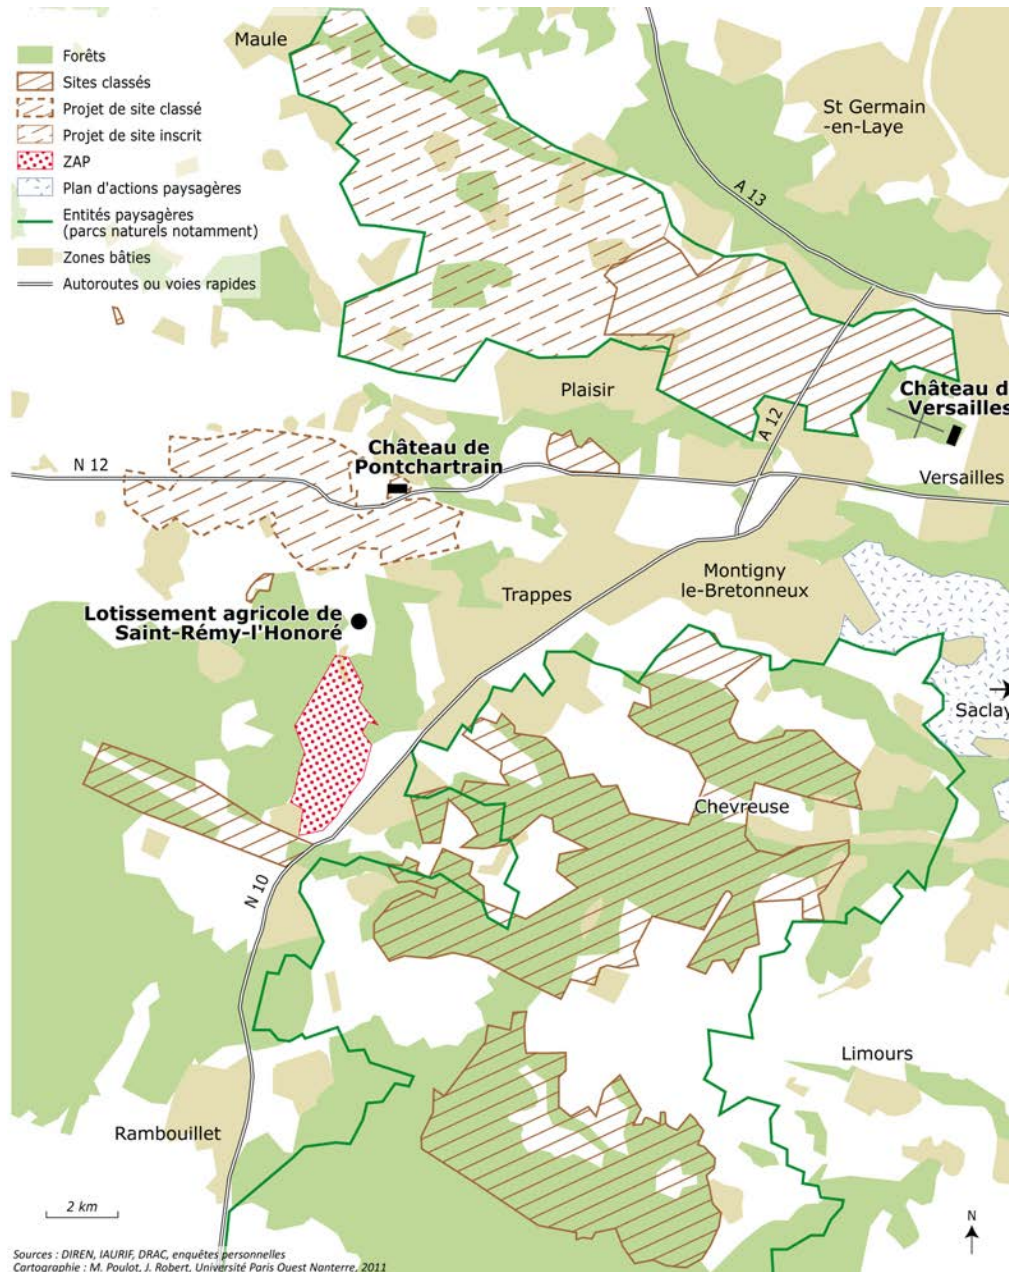 Forêts
Sites classés
Projet de site classé
Projet de site inscrit
ZAP
Plan d'actions paysagères
Entités paysagères
(parcs naturels notamment)
Zones bâties
Autoroutes ou voies rapides
Maule
St Germain
-en-Laye
A 13
Plaisir
A 12
Château d
Versailles
Château de
Pontchartrain
N 12
Versailles
Trappes
Montigny
le-Bretonneux
Lotissement agricole de
Saint-Rémy-l'Honoré
Saclay
Chevreuse
N 10
Limours
Rambouillet
2 km
N
Sources : DIREN, IAURIF, DRAC, enquêtes personnelles
Cartographie : M. Poulot, J. Robert, Université Paris Ouest Nanterre, 2011